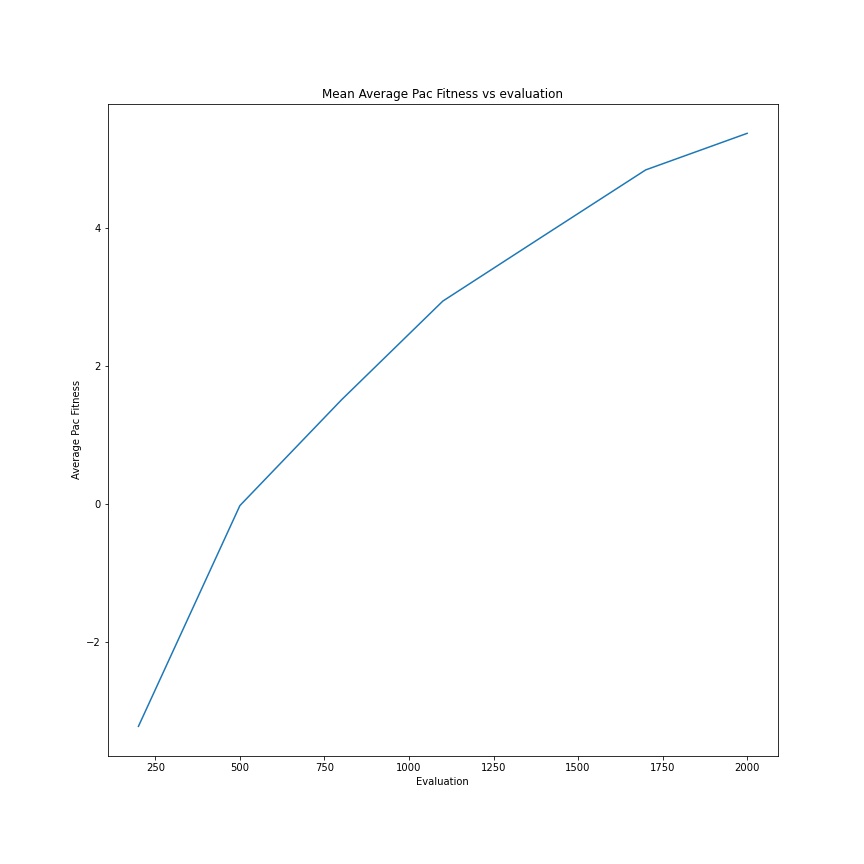 Mean Average Pac Fitness vs evaluation
Average Pac Fitness
4
2
0
−2
250 500 750 1000 1250 1500 1750 2000
Evaluation